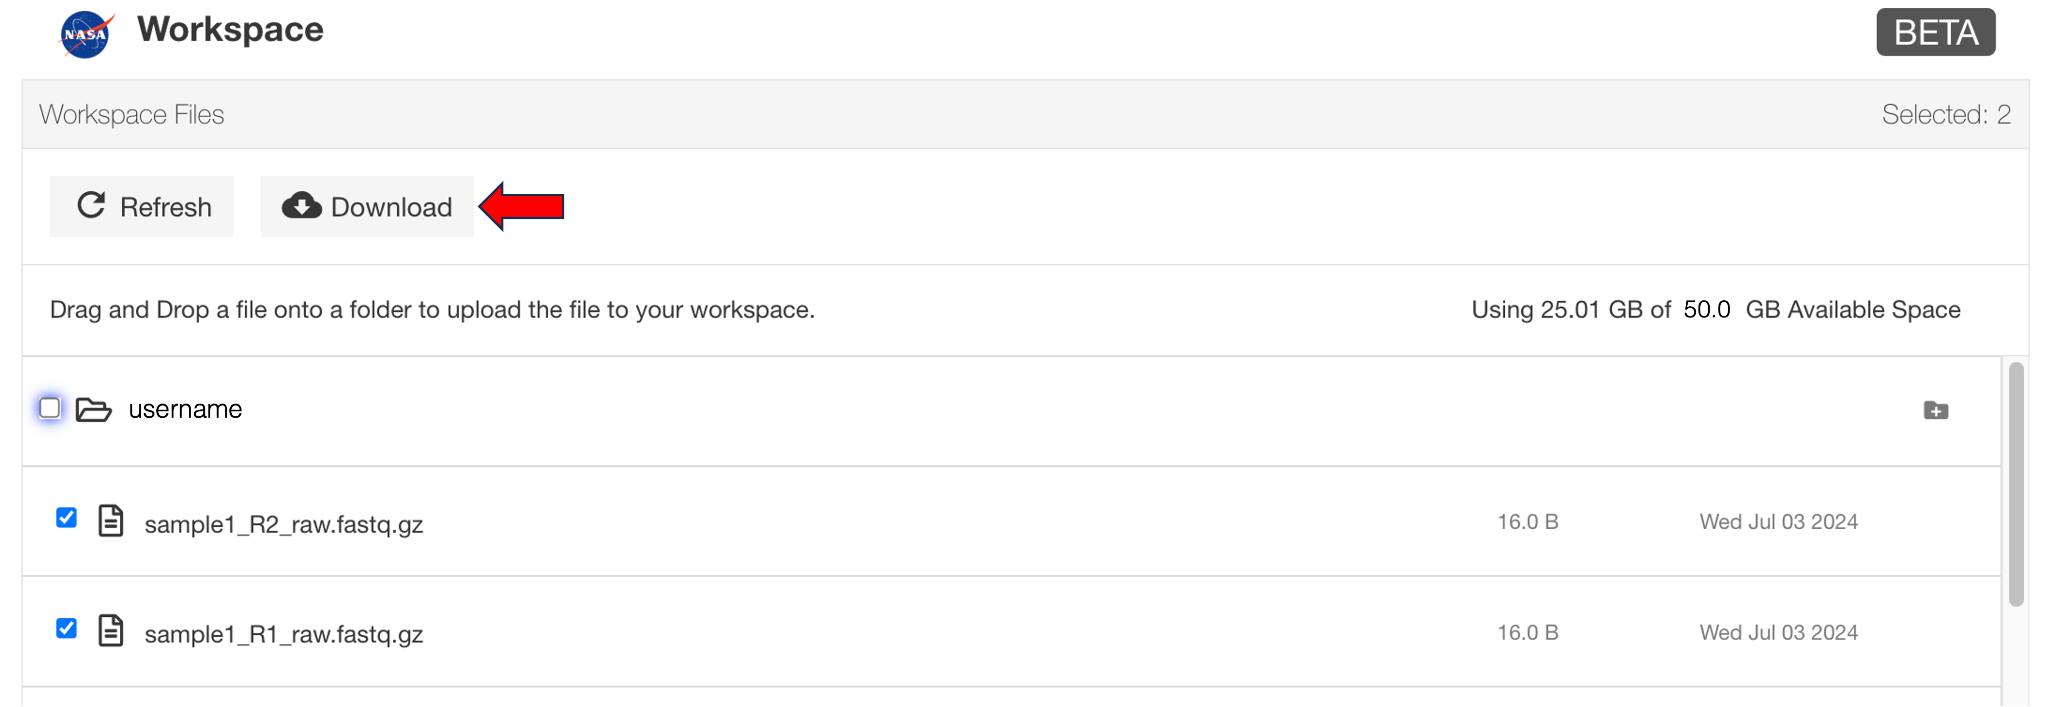 NASA Workspace BETA
Workspace Files Selected: 2
Refresh Download
Drag and Drop a file onto a folder to upload the file to your workspace. Using 25.01 GB of 50.0 GB Available Space
username
sample1_R2_raw.fastq.gz 16.0 B Wed Jul 03 2024
sample1_R1_raw.fastq.gz 16.0 B Wed Jul 03 2024